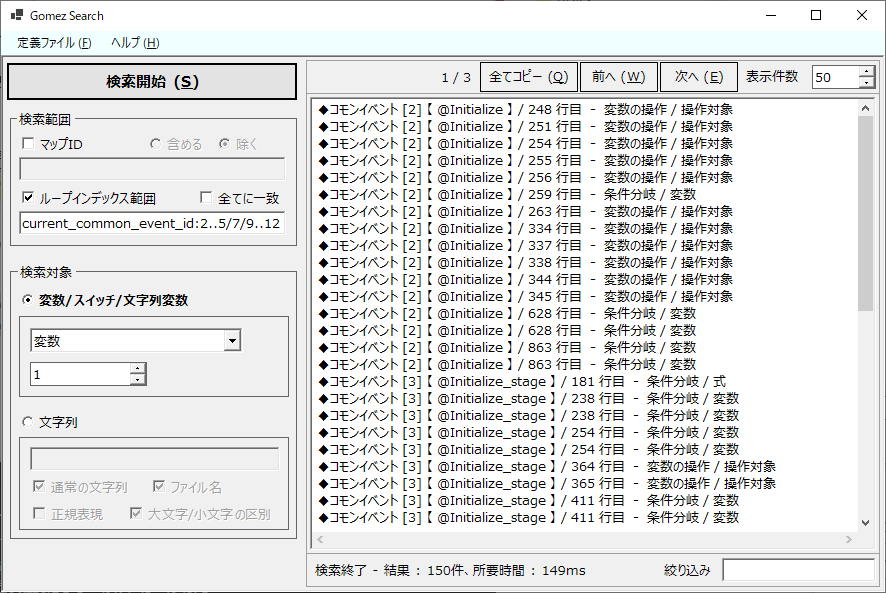 Gomez Search
定義ファイル (F) ヘルプ (H)
検索開始 (S)
1 / 3 全てコピー (Q) 前へ (W) 次へ (E) 表示件数 50
検索範囲
マップID 含める 除く
ループインデックス範囲 全てに一致
current_common_event_id:2..5/7/9..12
検索対象
変数/スイッチ/文字列変数
変数
1
文字列
通常の文字列 ファイル名
正規表現 大文字/小文字の区別
◆コモンイベント [2]【 @Initialize 】/ 248 行目 - 変数の操作 / 操作対象
◆コモンイベント [2]【 @Initialize 】/ 251 行目 - 変数の操作 / 操作対象
◆コモンイベント [2]【 @Initialize 】/ 254 行目 - 変数の操作 / 操作対象
◆コモンイベント [2]【 @Initialize 】/ 255 行目 - 変数の操作 / 操作対象
◆コモンイベント [2]【 @Initialize 】/ 256 行目 - 変数の操作 / 操作対象
◆コモンイベント [2]【 @Initialize 】/ 259 行目 - 条件分岐 / 変数
◆コモンイベント [2]【 @Initialize 】/ 263 行目 - 変数の操作 / 操作対象
◆コモンイベント [2]【 @Initialize 】/ 334 行目 - 変数の操作 / 操作対象
◆コモンイベント [2]【 @Initialize 】/ 337 行目 - 変数の操作 / 操作対象
◆コモンイベント [2]【 @Initialize 】/ 338 行目 - 変数の操作 / 操作対象
◆コモンイベント [2]【 @Initialize 】/ 344 行目 - 変数の操作 / 操作対象
◆コモンイベント [2]【 @Initialize 】/ 345 行目 - 変数の操作 / 操作対象
◆コモンイベント [2]【 @Initialize 】/ 628 行目 - 条件分岐 / 変数
◆コモンイベント [2]【 @Initialize 】/ 628 行目 - 条件分岐 / 変数
◆コモンイベント [2]【 @Initialize 】/ 863 行目 - 条件分岐 / 変数
◆コモンイベント [2]【 @Initialize 】/ 863 行目 - 条件分岐 / 変数
◆コモンイベント [3]【 @Initialize_stage 】/ 181 行目 - 条件分岐 / 式
◆コモンイベント [3]【 @Initialize_stage 】/ 238 行目 - 条件分岐 / 変数
◆コモンイベント [3]【 @Initialize_stage 】/ 238 行目 - 条件分岐 / 変数
◆コモンイベント [3]【 @Initialize_stage 】/ 254 行目 - 条件分岐 / 変数
◆コモンイベント [3]【 @Initialize_stage 】/ 254 行目 - 条件分岐 / 変数
◆コモンイベント [3]【 @Initialize_stage 】/ 364 行目 - 変数の操作 / 操作対象
◆コモンイベント [3]【 @Initialize_stage 】/ 365 行目 - 変数の操作 / 操作対象
◆コモンイベント [3]【 @Initialize_stage 】/ 411 行目 - 条件分岐 / 変数
◆コモンイベント [3]【 @Initialize_stage 】/ 411 行目 - 条件分岐 / 変数
検索終了 - 結果 : 150件、所要時間 : 149ms 絞り込み